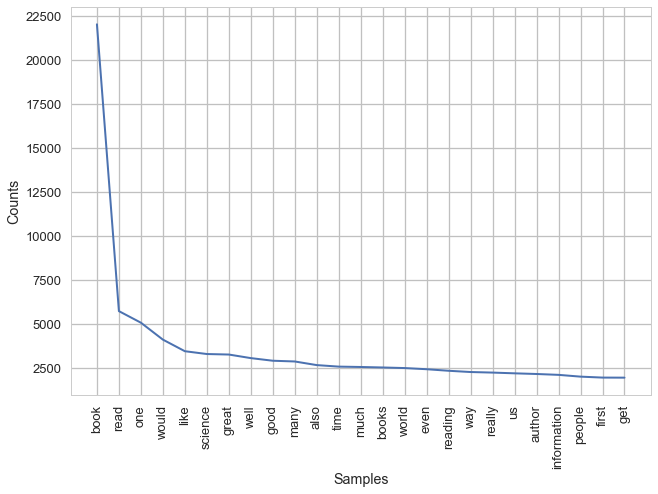 22500
20000
17500
15000
12500
10000
7500
5000
2500
Counts
book
read
one
would
like
science
great
well
good
many
also
time
much
books
world
even
reading
way
really
us
author
information
people
first
get
Samples